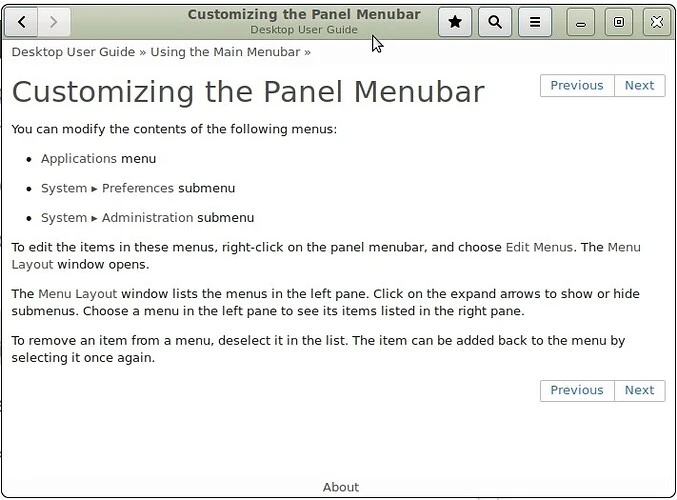 Customizing the Panel Menubar
Desktop User Guide
Desktop User Guide » Using the Main Menubar »
Customizing the Panel Menubar
Previous Next
You can modify the contents of the following menus:
• Applications menu
• System ▸ Preferences submenu
• System ▸ Administration submenu
To edit the items in these menus, right-click on the panel menubar, and choose Edit Menus. The Menu
Layout window opens.
The Menu Layout window lists the menus in the left pane. Click on the expand arrows to show or hide
submenus. Choose a menu in the left pane to see its items listed in the right pane.
To remove an item from a menu, deselect it in the list. The item can be added back to the menu by
selecting it once again.
Previous Next
About